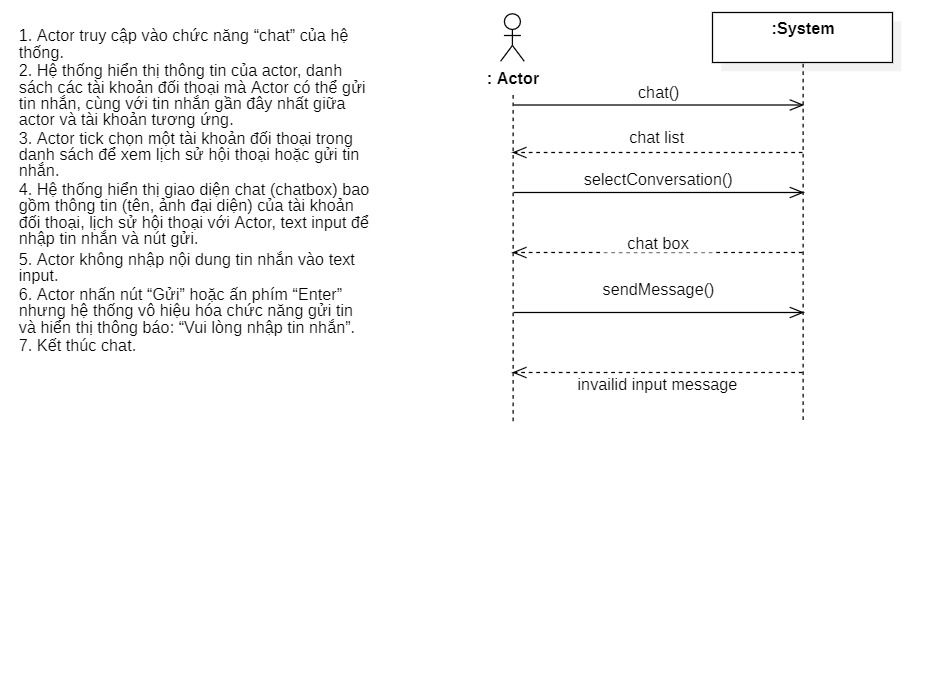 1. Actor truy cập vào chức năng “chat” của hệ
thống.
2. Hệ thống hiển thị thông tin của actor, danh
sách các tài khoản đối thoại mà Actor có thể gửi
tin nhắn, cùng với tin nhắn gần đây nhất giữa
actor và tài khoản tương ứng.
3. Actor tick chọn một tài khoản đối thoại trong
danh sách để xem lịch sử hội thoại hoặc gửi tin
nhắn.
4. Hệ thống hiển thị giao diện chat (chatbox) bao
gồm thông tin (tên, ảnh đại diện) của tài khoản
đối thoại, lịch sử hội thoại với Actor, text input để
nhập tin nhắn và nút gửi.
5. Actor không nhập nội dung tin nhắn vào text
input.
6. Actor nhấn nút “Gửi” hoặc ấn phím “Enter”
nhưng hệ thống vô hiệu hóa chức năng gửi tin
và hiển thị thông báo: “Vui lòng nhập tin nhắn”.
7. Kết thúc chat.
: Actor
:System
chat()
chat list
selectConversation()
chat box
sendMessage()
invailid input message